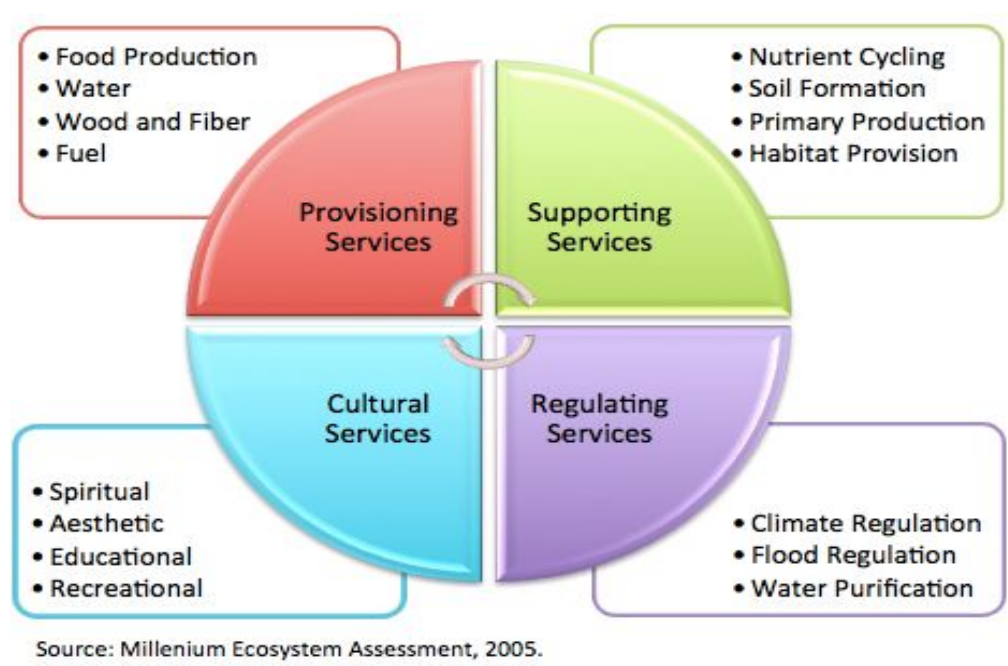 • Food Production
• Water
• Wood and Fiber
• Fuel
• Nutrient Cycling
• Soil Formation
• Primary Production
• Habitat Provision
Provisioning
Services
Supporting
Services
Cultural
Services
Regulating
Services
• Spiritual
• Aesthetic
• Educational
• Recreational
• Climate Regulation
• Flood Regulation
• Water Purification
Source: Millenium Ecosystem Assessment, 2005.